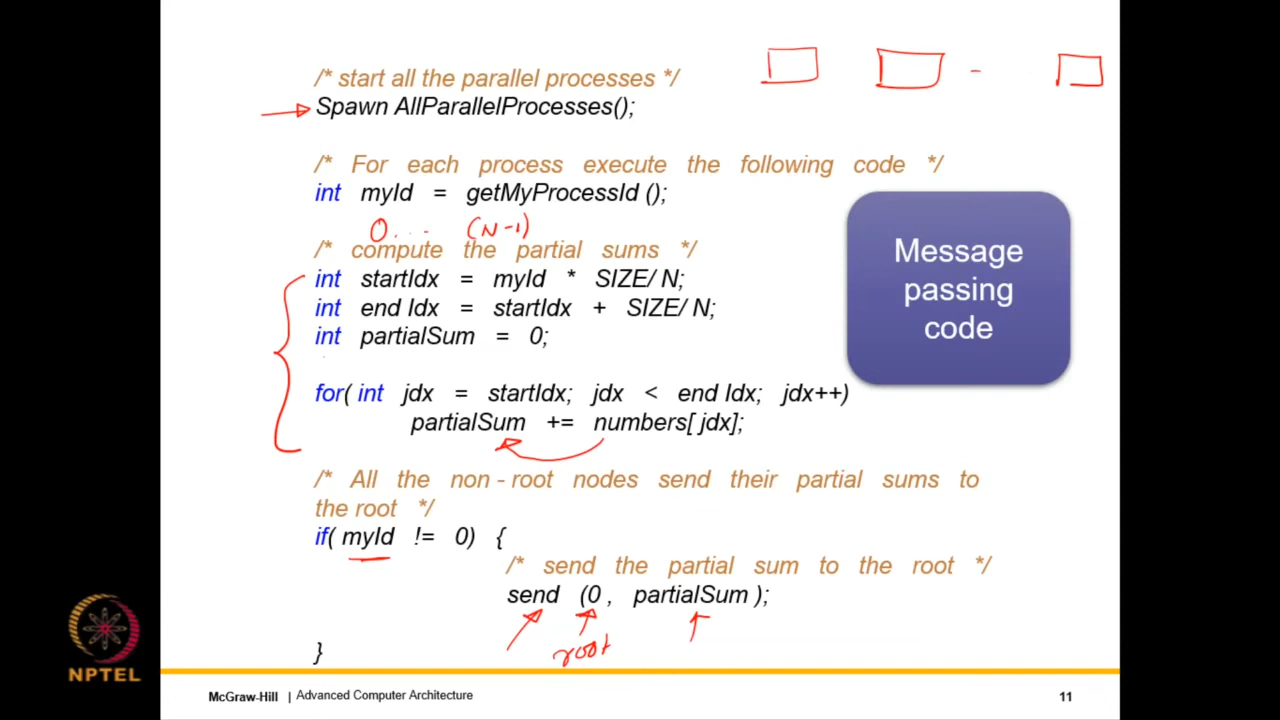 /* start all the parallel processes */
Spawn AllParallelProcesses();
/* For each process execute the following code */
int myId = getMyProcessId ();
0 . . . . (N-1)
/* compute the partial sums */
int startIdx = myId * SIZE/ N;
int end Idx = startIdx + SIZE/ N;
int partialSum = 0;
for( int jdx = startIdx; jdx < end Idx; jdx++)
partialSum += numbers[ jdx];
Message
passing
code
/* All the non - root nodes send their partial sums to
the root */
if( myId != 0) {
/* send the partial sum to the root */
send (0 , partialSum );
root
}
NPTEL
McGraw-Hill | Advanced Computer Architecture
11